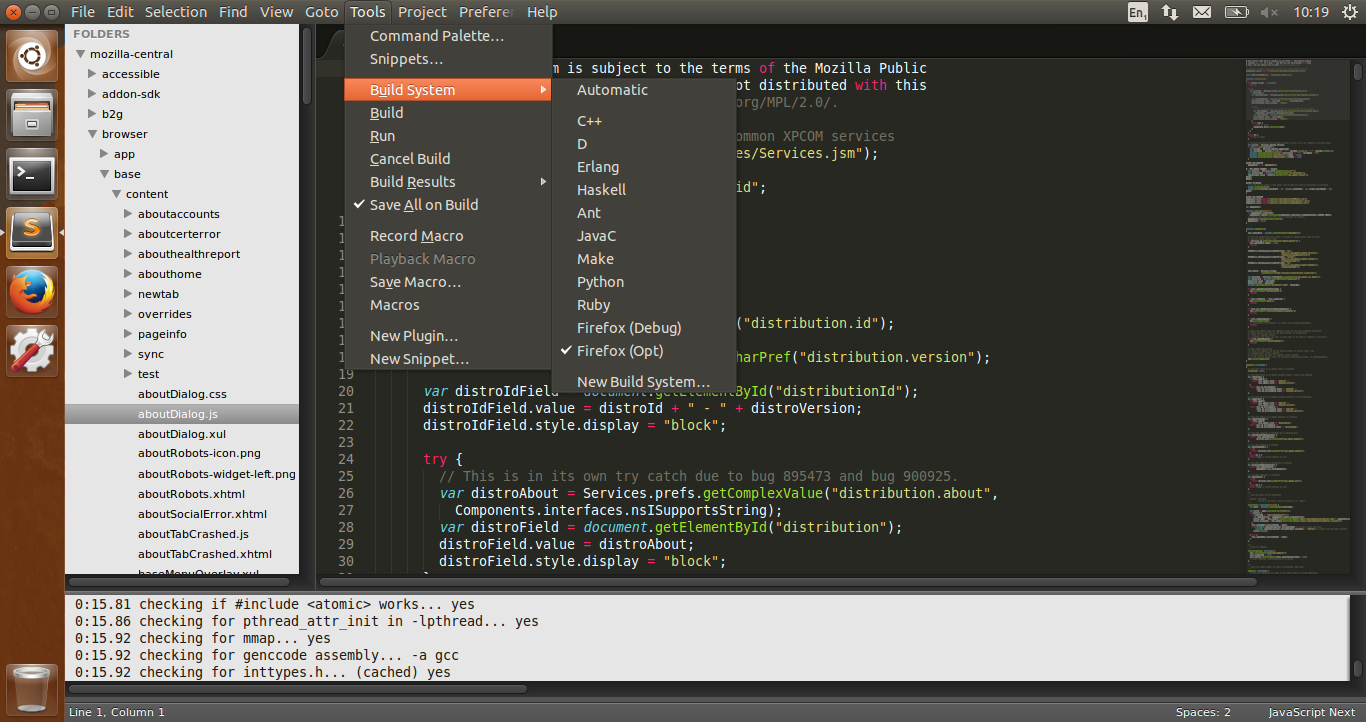 File Edit Selection Find View Goto Tools Project Prefere Help
En1 10:19
FOLDERS
mozilla-central
accessible
addon-sdk
b2g
browser
app
base
content
aboutaccounts
aboutcerterror
abouthealthreport
abouthome
newtab
overrides
pageinfo
sync
test
aboutDialog.css
aboutDialog.js
aboutDialog.xul
aboutRobots-icon.png
aboutRobots-widget-left.png
aboutRobots.xhtml
aboutSocialError.xhtml
aboutTabCrashed.js
aboutTabCrashed.xhtml
baseMenuOverlay.xul
Command Palette…
Snippets…
Build System
Build
Run
Cancel Build
Build Results
Save All on Build
Record Macro
Playback Macro
Save Macro…
Macros
New Plugin…
New Snippet…
Automatic
C++
D
Erlang
Haskell
Ant
JavaC
Make
Python
Ruby
Firefox (Debug)
Firefox (Opt)
New Build System…
m is subject to the terms of the Mozilla Public
ot distributed with this
org/MPL/2.0/.
ommon XPCOM services
es/Services.jsm");
id";
("distribution.id");
harPref("distribution.version");
19
20 var distroIdField = document.getElementById("distributionId");
21 distroIdField.value = distroId + " - " + distroVersion;
22 distroIdField.style.display = "block";
23
24 try {
25 // This is in its own try catch due to bug 895473 and bug 900925.
26 var distroAbout = Services.prefs.getComplexValue("distribution.about",
27 Components.interfaces.nsISupportsString);
28 var distroField = document.getElementById("distribution");
29 distroField.value = distroAbout;
30 distroField.style.display = "block";
0:15.81 checking if #include <atomic> works... yes
0:15.86 checking for pthread_attr_init in -lpthread... yes
0:15.92 checking for mmap... yes
0:15.92 checking for genccode assembly... -a gcc
0:15.92 checking for inttypes.h... (cached) yes
Line 1, Column 1
Spaces: 2 JavaScript Next